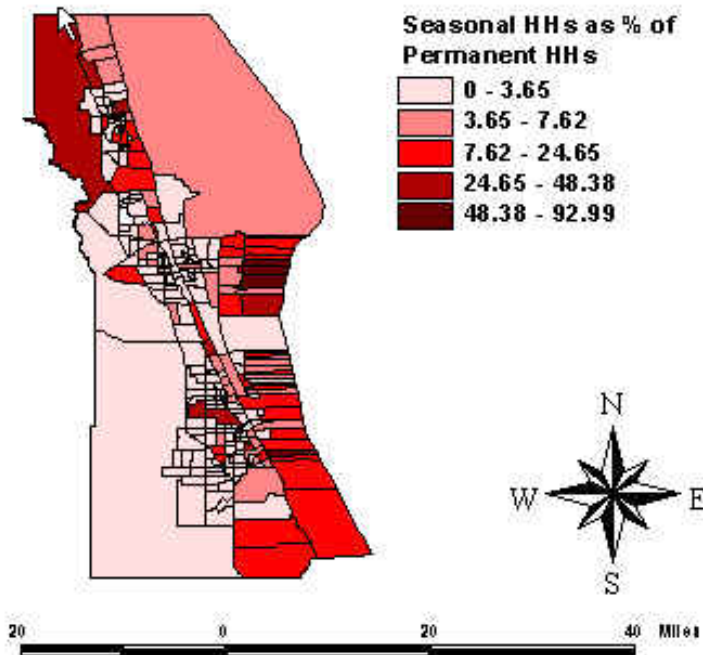 Seasonal HHs as % of
Permanent HHs
0 - 3.65
3.65 - 7.62
7.62 - 24.65
24.65 - 48.38
48.38 - 92.99
N
W E
S
20 0 20 40 Miles